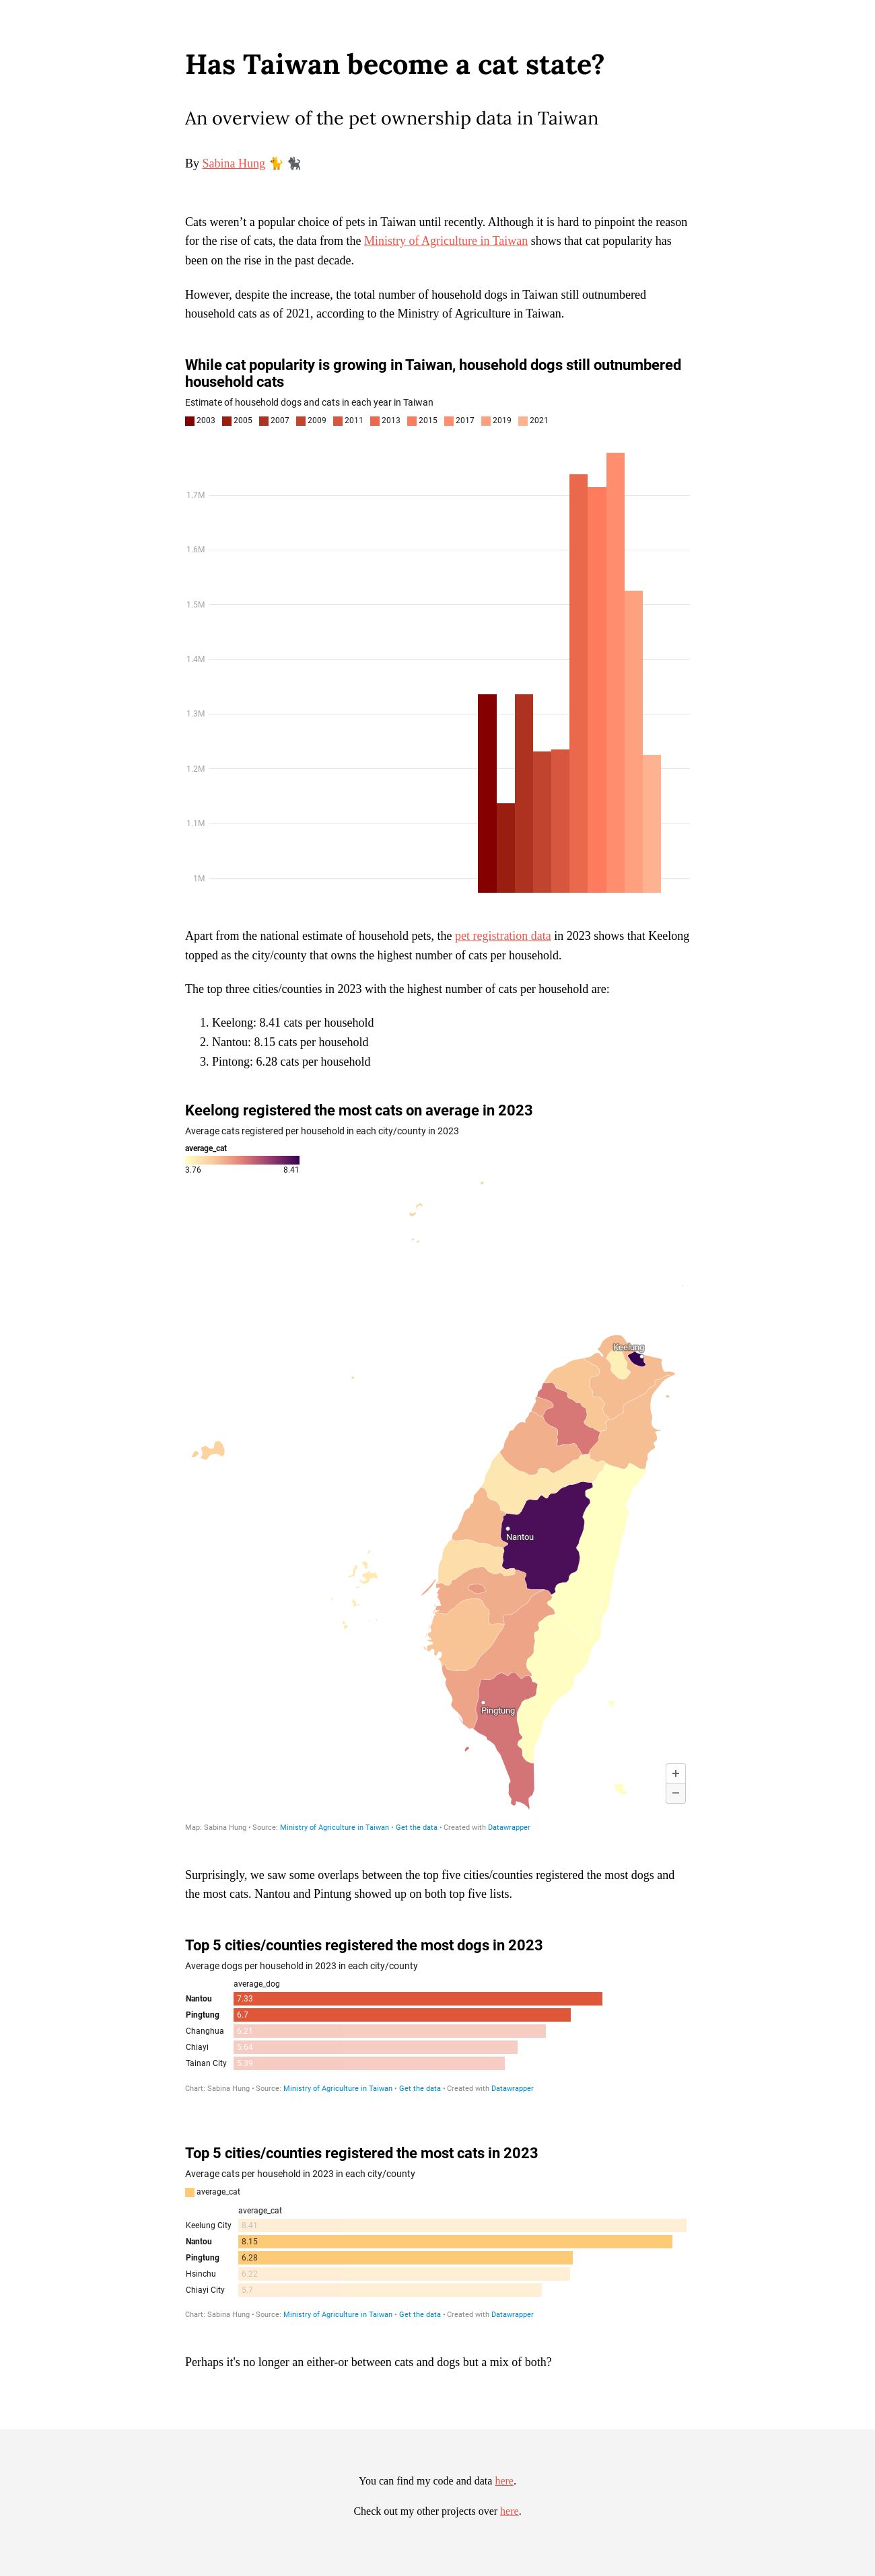 Has Taiwan become a cat state?
An overview of the pet ownership data in Taiwan
By Sabina Hung 🐈 🐈‍⬛
Cats weren’t a popular choice of pets in Taiwan until recently. Although it is hard to pinpoint the reason
for the rise of cats, the data from the Ministry of Agriculture in Taiwan shows that cat popularity has
been on the rise in the past decade.
However, despite the increase, the total number of household dogs in Taiwan still outnumbered
household cats as of 2021, according to the Ministry of Agriculture in Taiwan.
While cat popularity is growing in Taiwan, household dogs still outnumbered
household cats
Estimate of household dogs and cats in each year in Taiwan
2003 2005 2007 2009 2011 2013 2015 2017 2019 2021
1.7M
1.6M
1.5M
1.4M
1.3M
1.2M
1.1M
1M
Apart from the national estimate of household pets, the pet registration data in 2023 shows that Keelong
topped as the city/county that owns the highest number of cats per household.
The top three cities/counties in 2023 with the highest number of cats per household are:
1. Keelong: 8.41 cats per household
2. Nantou: 8.15 cats per household
3. Pintong: 6.28 cats per household
Keelong registered the most cats on average in 2023
Average cats registered per household in each city/county in 2023
average_cat
3.76 8.41
Keelung
Nantou
Pingtung
+
−
Map: Sabina Hung • Source: Ministry of Agriculture in Taiwan • Get the data • Created with Datawrapper
Surprisingly, we saw some overlaps between the top five cities/counties registered the most dogs and
the most cats. Nantou and Pintung showed up on both top five lists.
Top 5 cities/counties registered the most dogs in 2023
Average dogs per household in 2023 in each city/county
average_dog
Nantou 7.33
Pingtung 6.7
Changhua 6.21
Chiayi 5.64
Tainan City 5.39
Chart: Sabina Hung • Source: Ministry of Agriculture in Taiwan • Get the data • Created with Datawrapper
Top 5 cities/counties registered the most cats in 2023
Average cats per household in 2023 in each city/county
average_cat
average_cat
Keelung City 8.41
Nantou 8.15
Pingtung 6.28
Hsinchu 6.22
Chiayi City 5.7
Chart: Sabina Hung • Source: Ministry of Agriculture in Taiwan • Get the data • Created with Datawrapper
Perhaps it's no longer an either-or between cats and dogs but a mix of both?
You can find my code and data here.
Check out my other projects over here.